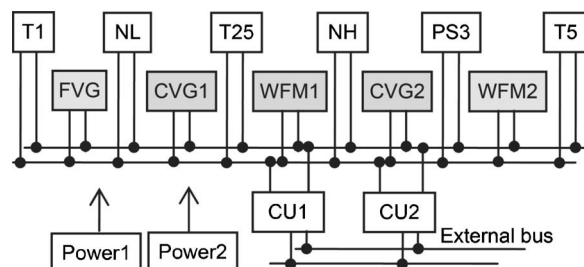 T1 NL T25 NH PS3 T5
FVG CVG1 WFM1 CVG2 WFM2
CU1 CU2
External bus
Power1 Power2